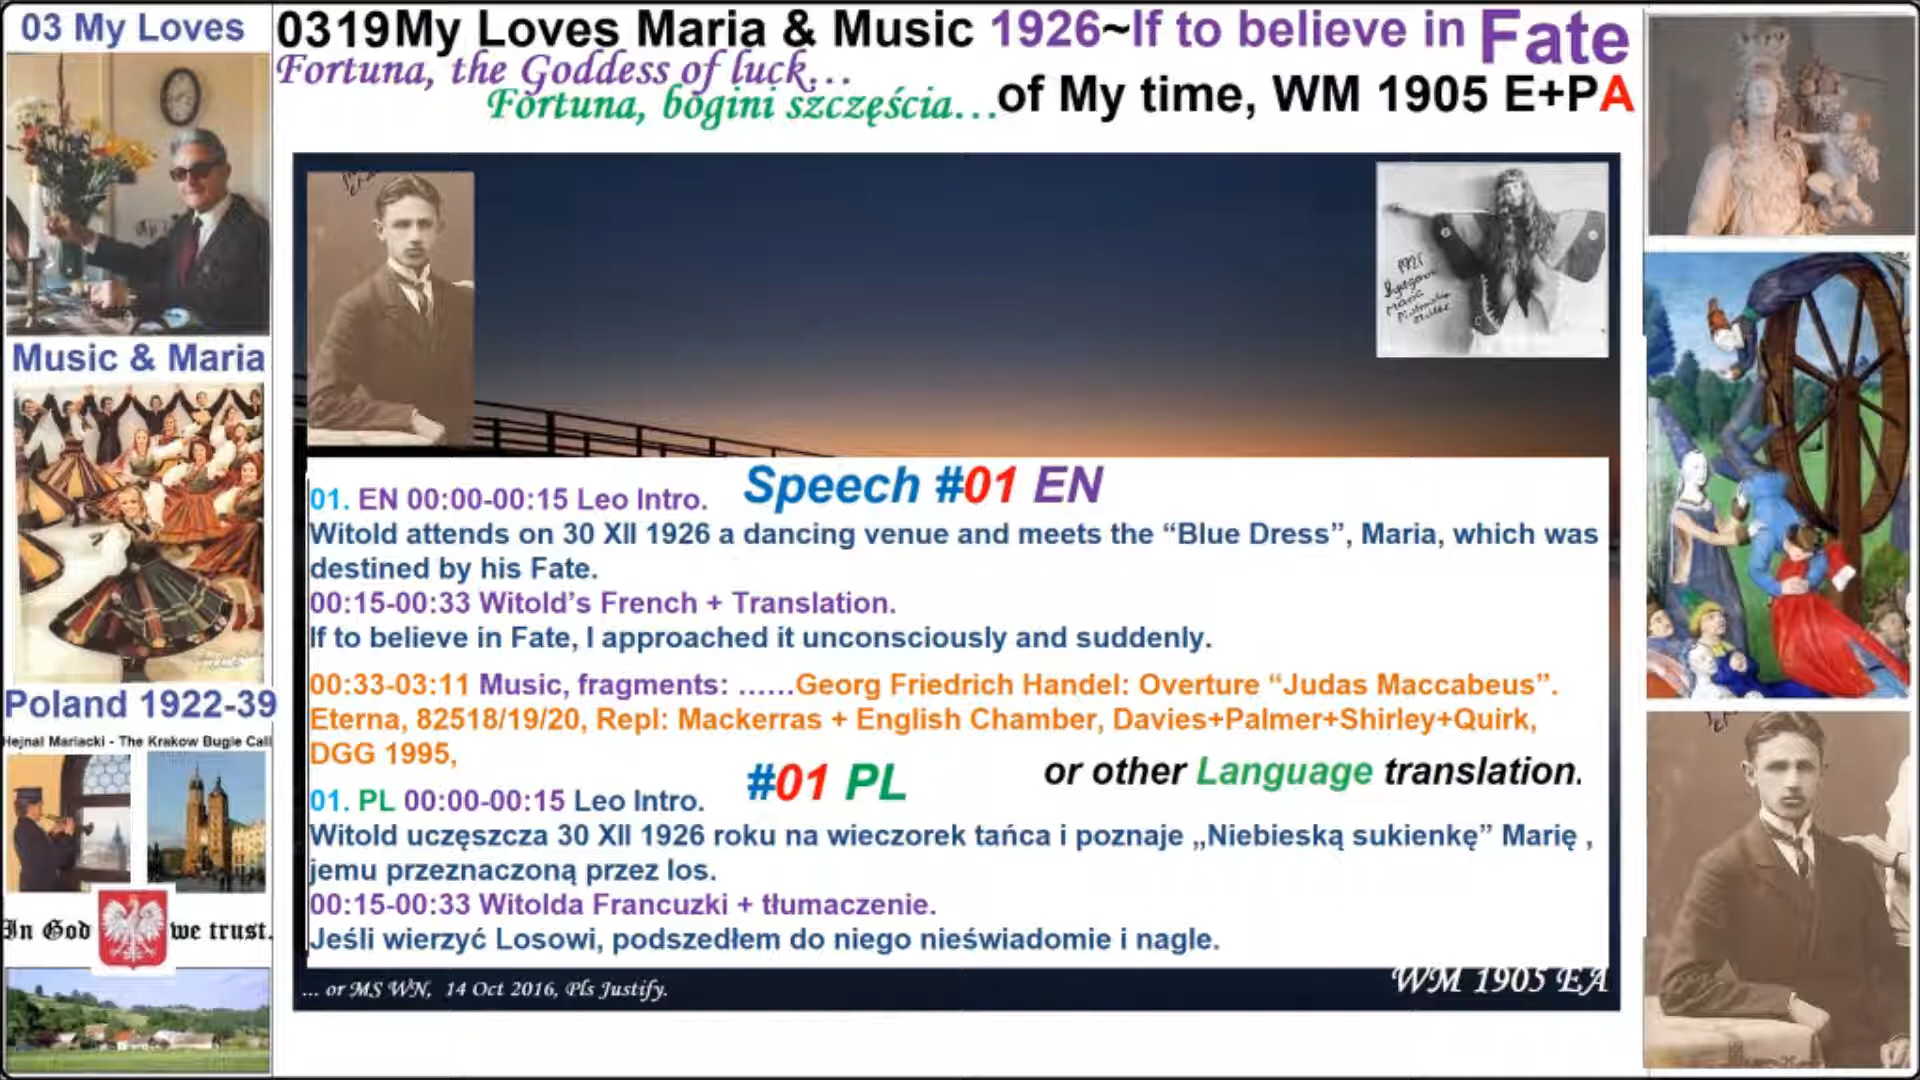 03 My Loves
0319My Loves Maria & Music 1926~If to believe in Fate
Fortuna, the Goddess of luck...
Fortuna, bogini szczęścia...of My time, WM 1905 E+PA
Music & Maria
Poland 1922-39
Hejnal Mariacki - The Krakow Bugle Call
In God we trust.
Speech #01 EN
01. EN 00:00-00:15 Leo Intro.
Witold attends on 30 XII 1926 a dancing venue and meets the “Blue Dress”, Maria, which was
destined by his Fate.
00:15-00:33 Witold’s French + Translation.
If to believe in Fate, I approached it unconsciously and suddenly.
00:33-03:11 Music, fragments: ......Georg Friedrich Handel: Overture “Judas Maccabeus”.
Eterna, 82518/19/20, Repl: Mackerras + English Chamber, Davies+Palmer+Shirley+Quirk,
DGG 1995,
#01 PL
or other Language translation.
01. PL 00:00-00:15 Leo Intro.
Witold uczęszcza 30 XII 1926 roku na wieczorek tańca i poznaje „Niebieską sukienkę” Marię ,
jemu przeznaczoną przez los.
00:15-00:33 Witolda Francuzki + tłumaczenie.
Jeśli wierzyć Losowi, podszedłem do niego nieświadomie i nagle.
... or MS WN, 14 Oct 2016, Pls Justify.
WM 1905 EA